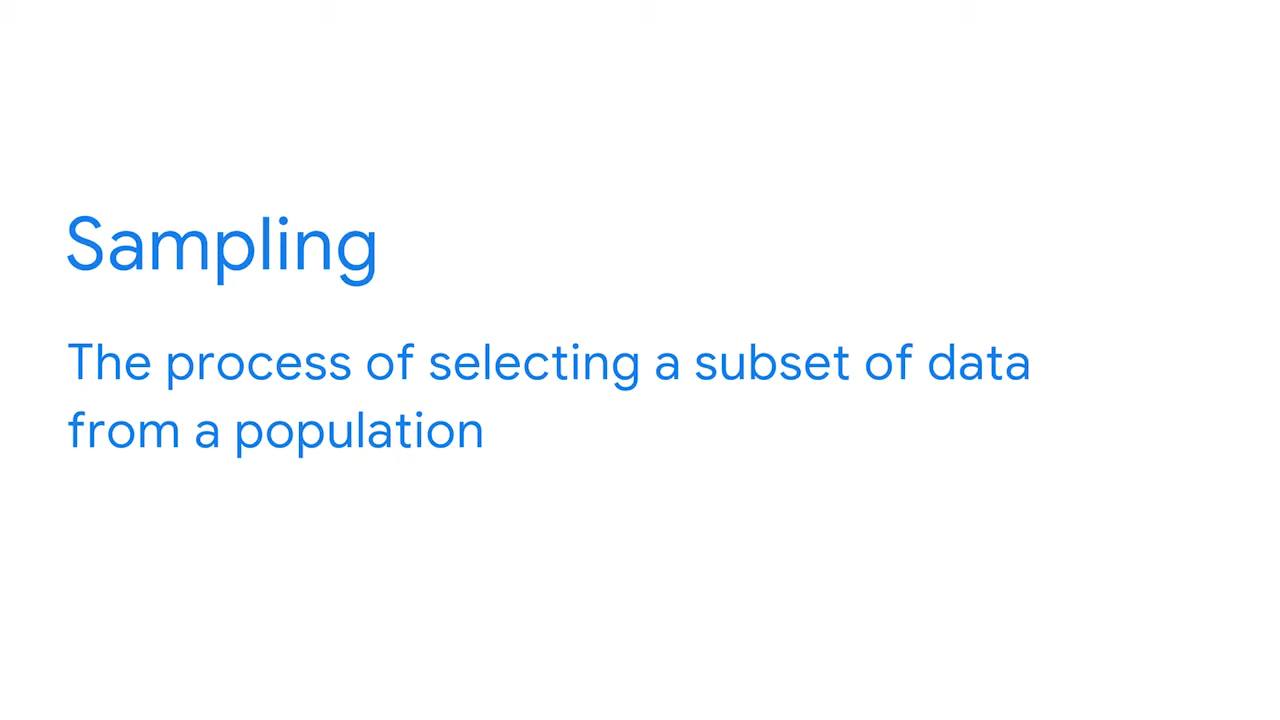 Sampling
The process of selecting a subset of data
from a population